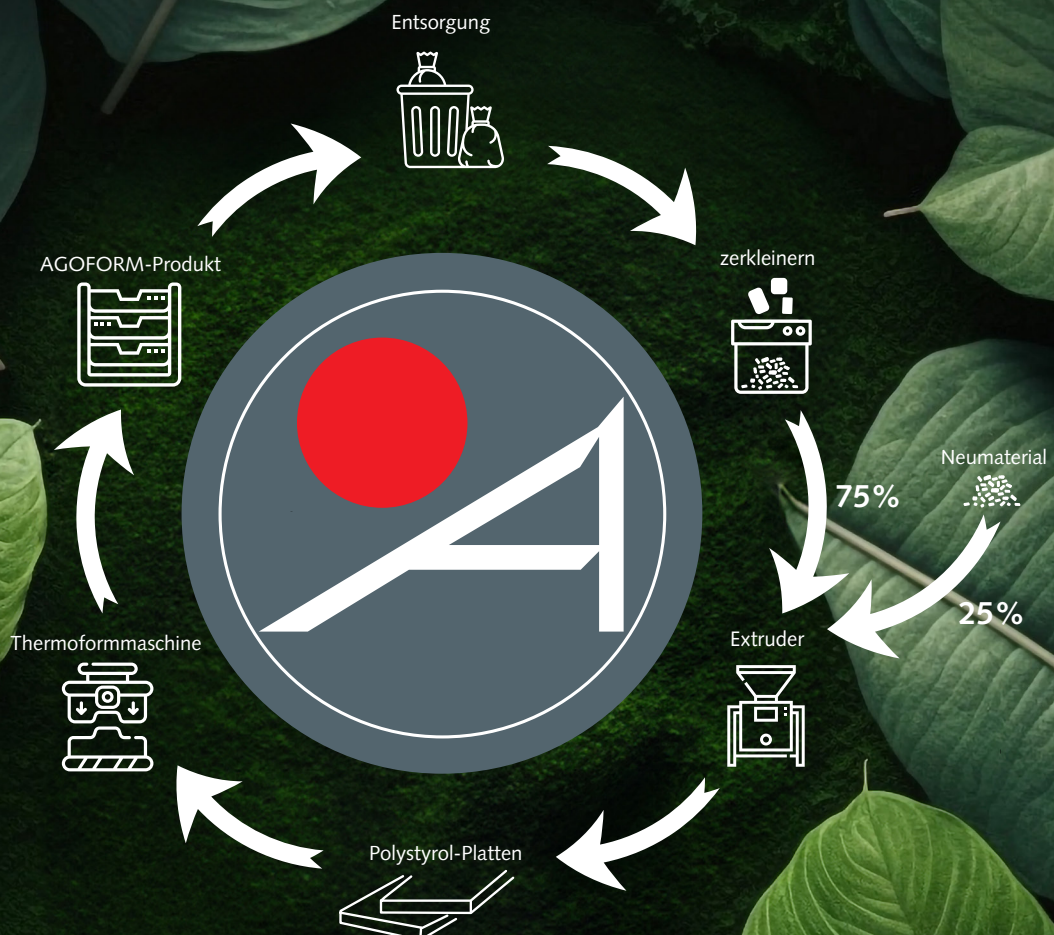 Entsorgung
zerkleinern
75%
Neumaterial
25%
Extruder
Polystyrol-Platten
Thermoformmaschine
AGOFORM-Produkt